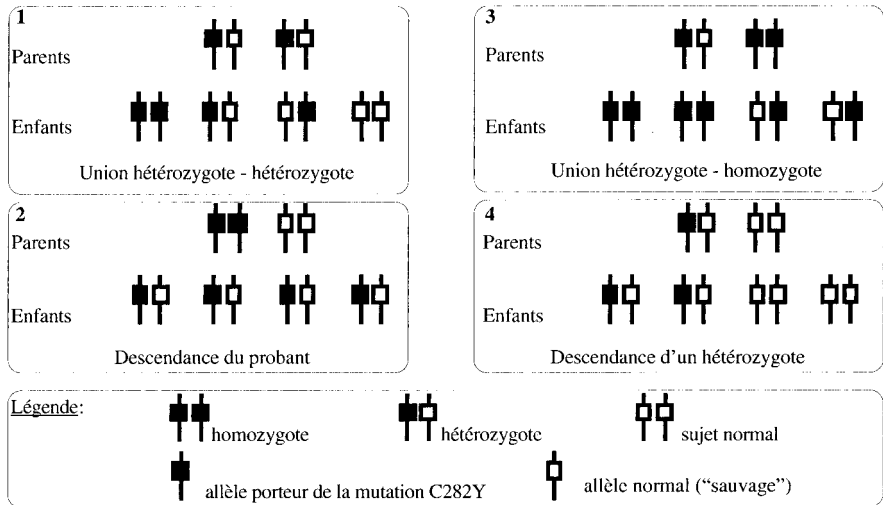 1
Parents
Enfants
Union hétérozygote - hétérozygote
3
Parents
Enfants
Union hétérozygote - homozygote
2
Parents
Enfants
Descendance du probant
4
Parents
Enfants
Descendance d'un hétérozygote
Légende:
homozygote
hétérozygote
sujet normal
allèle porteur de la mutation C282Y
allèle normal ("sauvage")